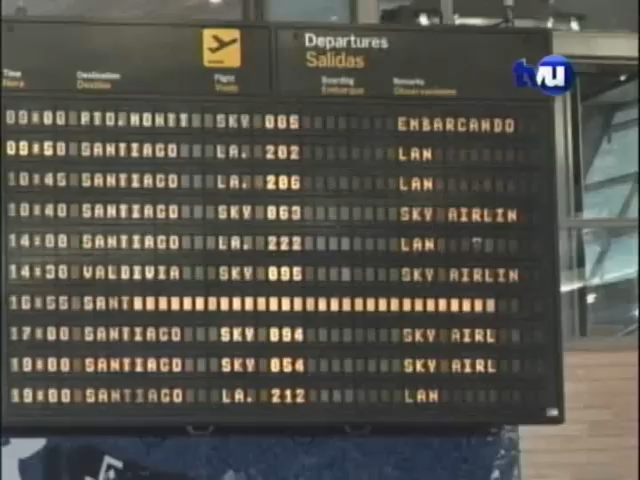 Departures
Salidas
Time Destination Flight Boarding Remarks
Hora Destino Vuelo Embarque Observaciones
tvu
09:00 PTO.MONTT SKY 005 EMBARCANDO
09:50 SANTIAGO LA. 202 LAN
10:45 SANTIAGO LA. 206 LAN
10:40 SANTIAGO SKY 063 SKY AIRLIN
14:00 SANTIAGO LA. 222 LAN
14:30 VALDIVIA SKY 095 SKY AIRLIN
16:55 SANT
17:00 SANTIAGO SKY 094 SKY AIRL
19:00 SANTIAGO SKY 054 SKY AIRL
19:00 SANTIAGO LA. 212 LAN